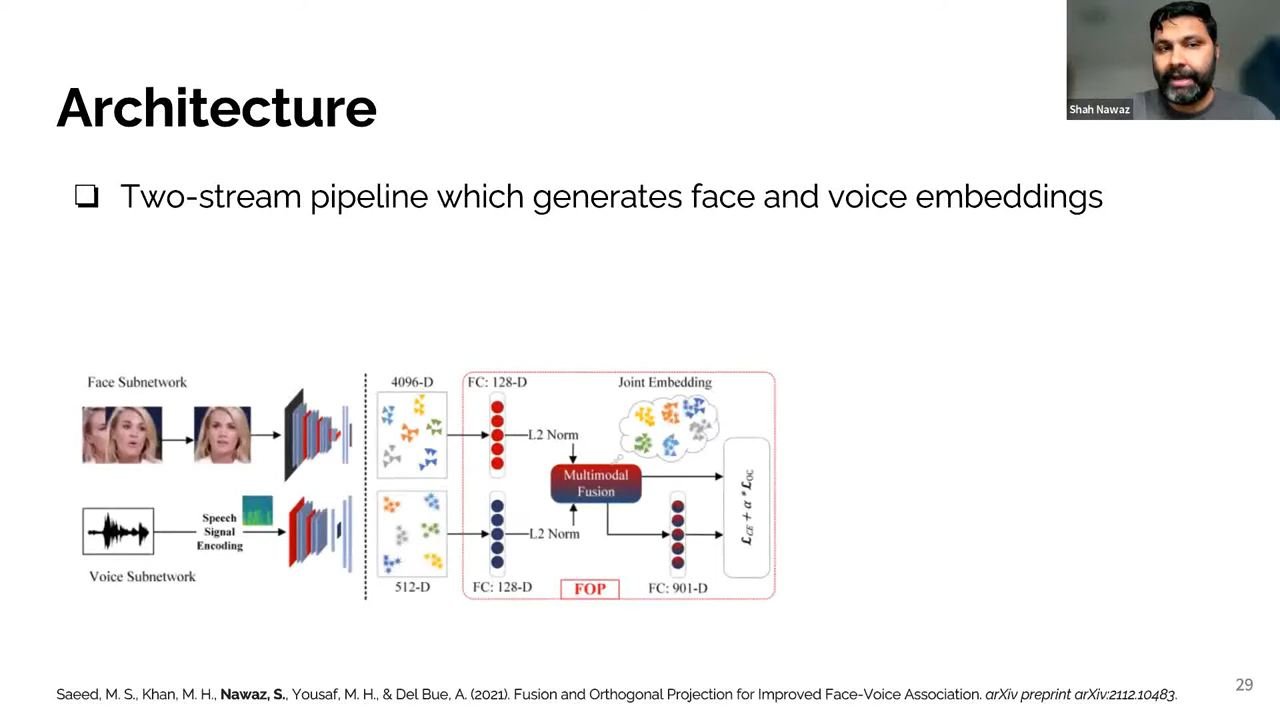 Shah Nawaz
Architecture
❑ Two-stream pipeline which generates face and voice embeddings
Face Subnetwork
4096-D
FC: 128-D
Joint Embedding
L2 Norm
Multimodal
Fusion
Speech
Signal
Encoding
L2 Norm
ℒCE + α * ℒOC
Voice Subnetwork
512-D
FC: 128-D
FOP
FC: 901-D
29
Saeed, M. S., Khan, M. H., Nawaz, S., Yousaf, M. H., & Del Bue, A. (2021). Fusion and Orthogonal Projection for Improved Face-Voice Association. arXiv preprint arXiv:2112.10483.